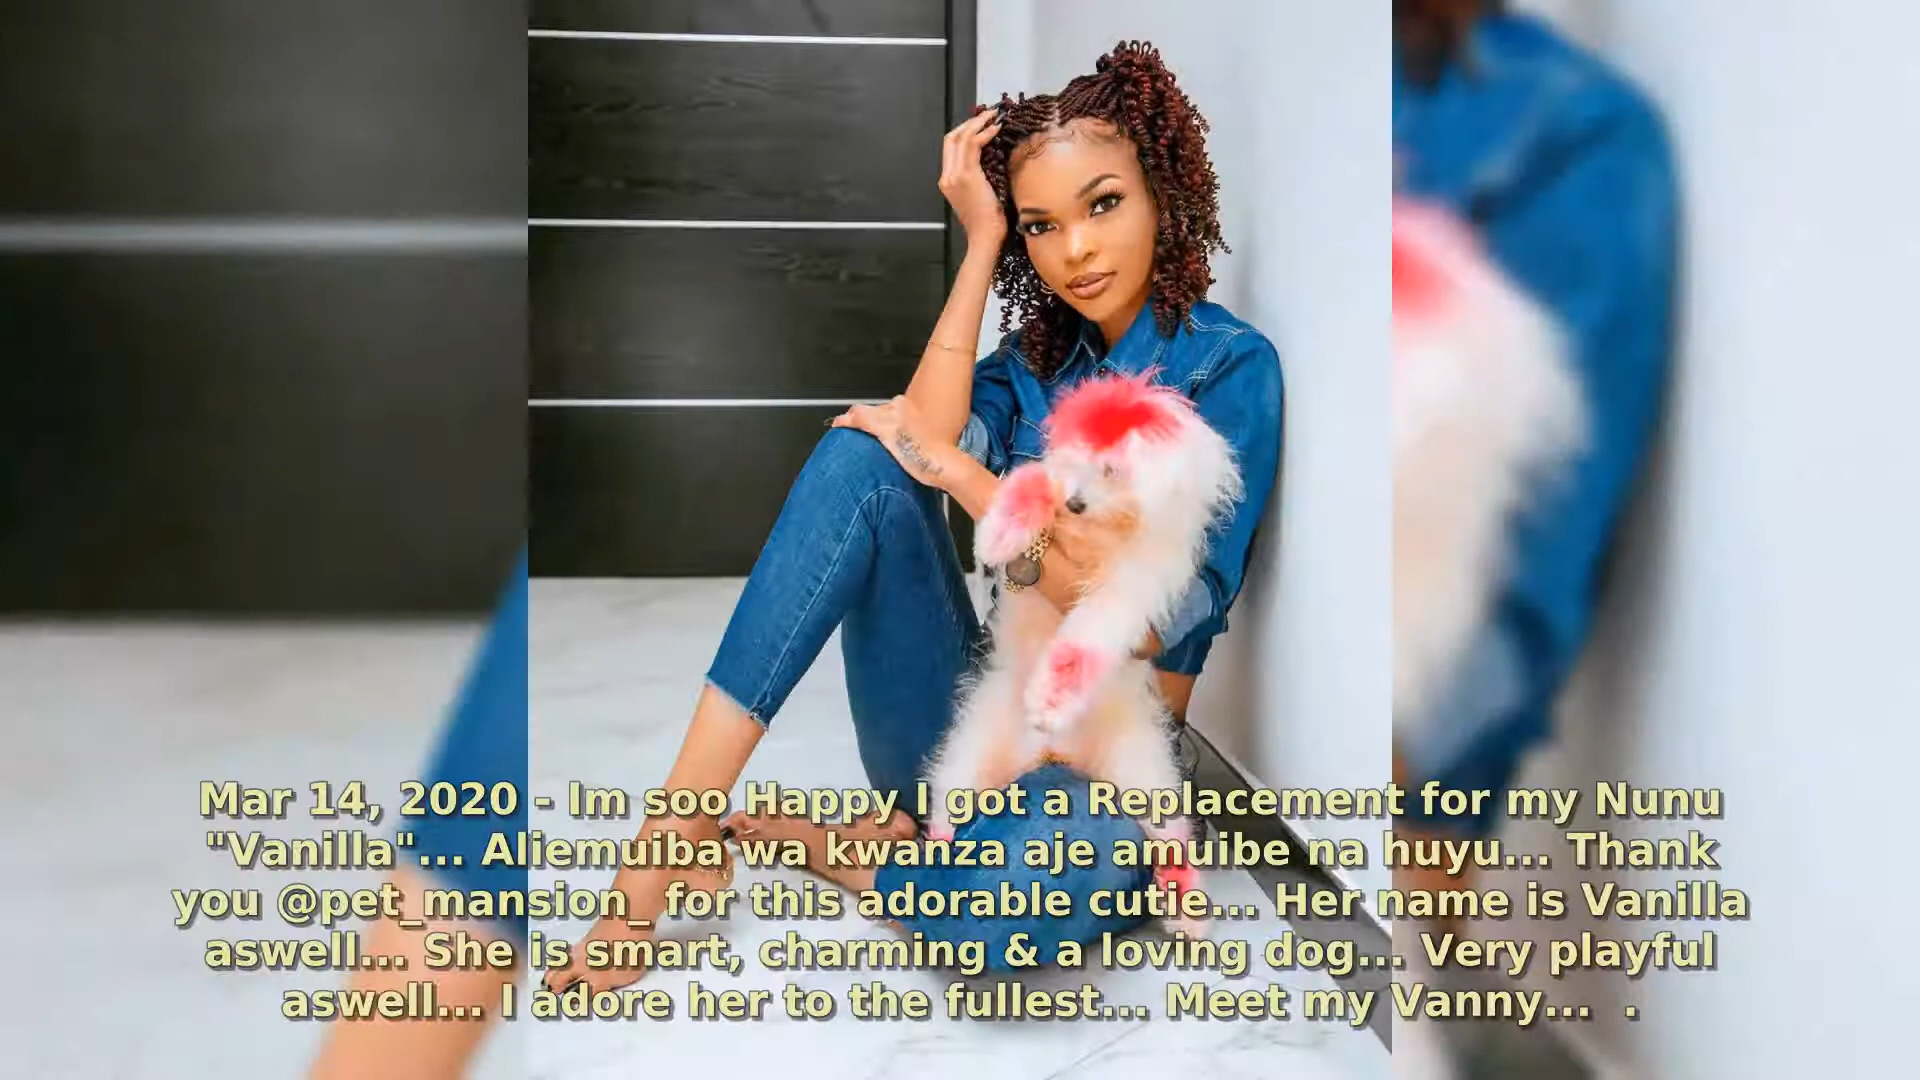 Mar 14, 2020 - Im soo Happy I got a Replacement for my Nunu
"Vanilla"... Aliemuiba wa kwanza aje amuibe na huyu... Thank
you @pet_mansion_ for this adorable cutie... Her name is Vanilla
aswell... She is smart, charming & a loving dog... Very playful
aswell... I adore her to the fullest... Meet my Vanny... .